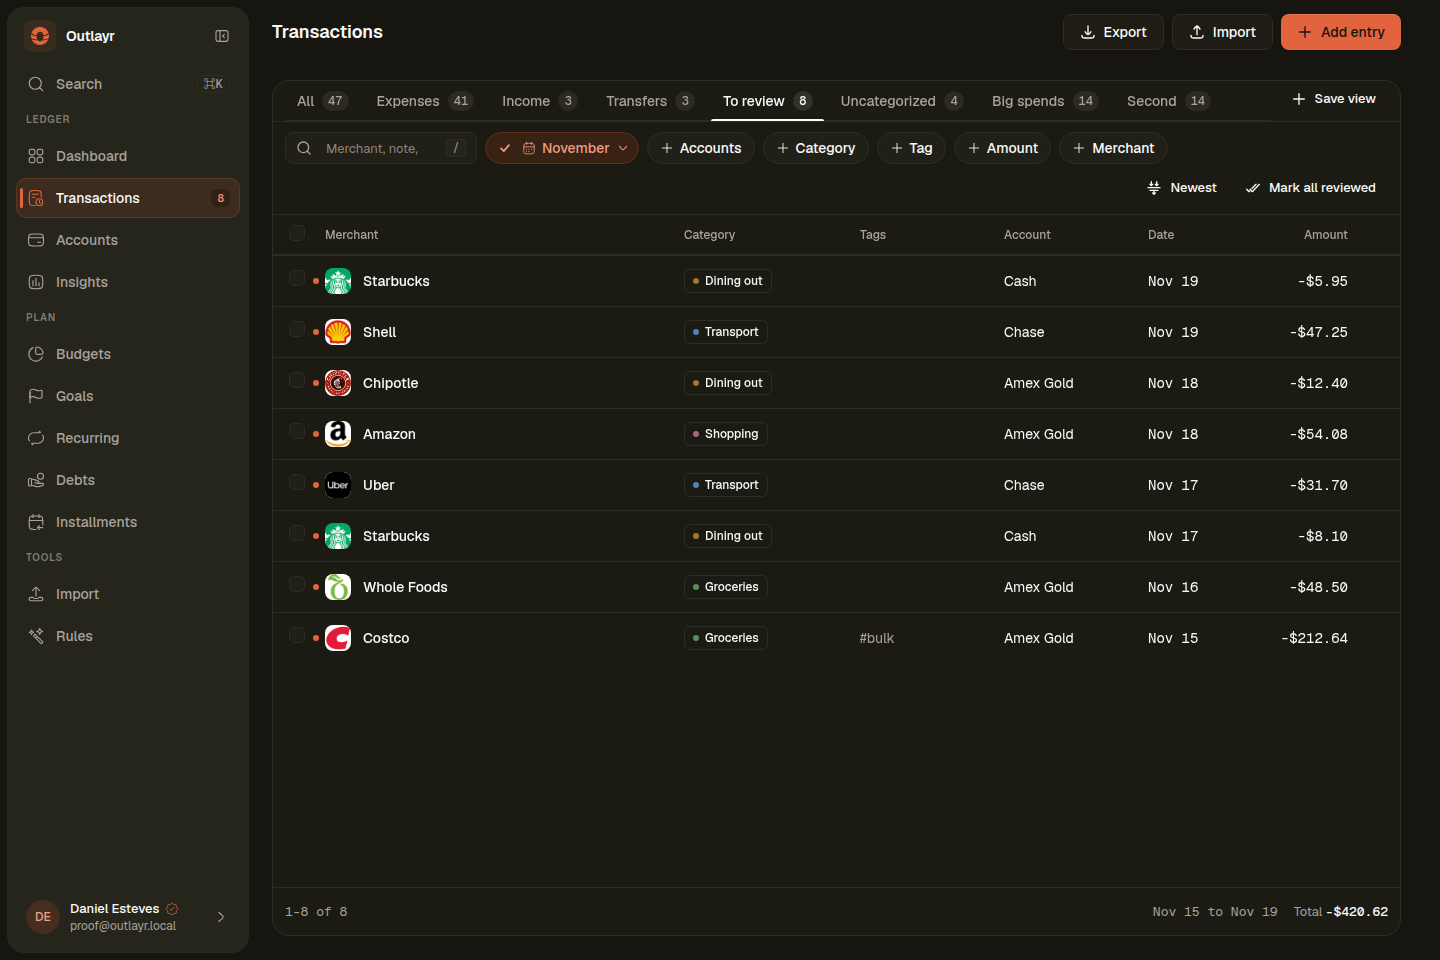 Outlayr
Search ⌘K
LEDGER
Dashboard
Transactions 8
Accounts
Insights
PLAN
Budgets
Goals
Recurring
Debts
Installments
TOOLS
Import
Rules
DE Daniel Esteves
proof@outlayr.local
Transactions
Export Import Add entry
All 47 Expenses 41 Income 3 Transfers 3 To review 8 Uncategorized 4 Big spends 14 Second 14 Save view
Merchant, note, / November Accounts Category Tag Amount Merchant
Newest Mark all reviewed
Merchant Category Tags Account Date Amount
Starbucks Dining out Cash Nov 19 -$5.95
Shell Transport Chase Nov 19 -$47.25
Chipotle Dining out Amex Gold Nov 18 -$12.40
a Amazon Shopping Amex Gold Nov 18 -$54.08
Uber Uber Transport Chase Nov 17 -$31.70
Starbucks Dining out Cash Nov 17 -$8.10
Whole Foods Groceries Amex Gold Nov 16 -$48.50
Costco Groceries #bulk Amex Gold Nov 15 -$212.64
1-8 of 8 Nov 15 to Nov 19 Total -$420.62